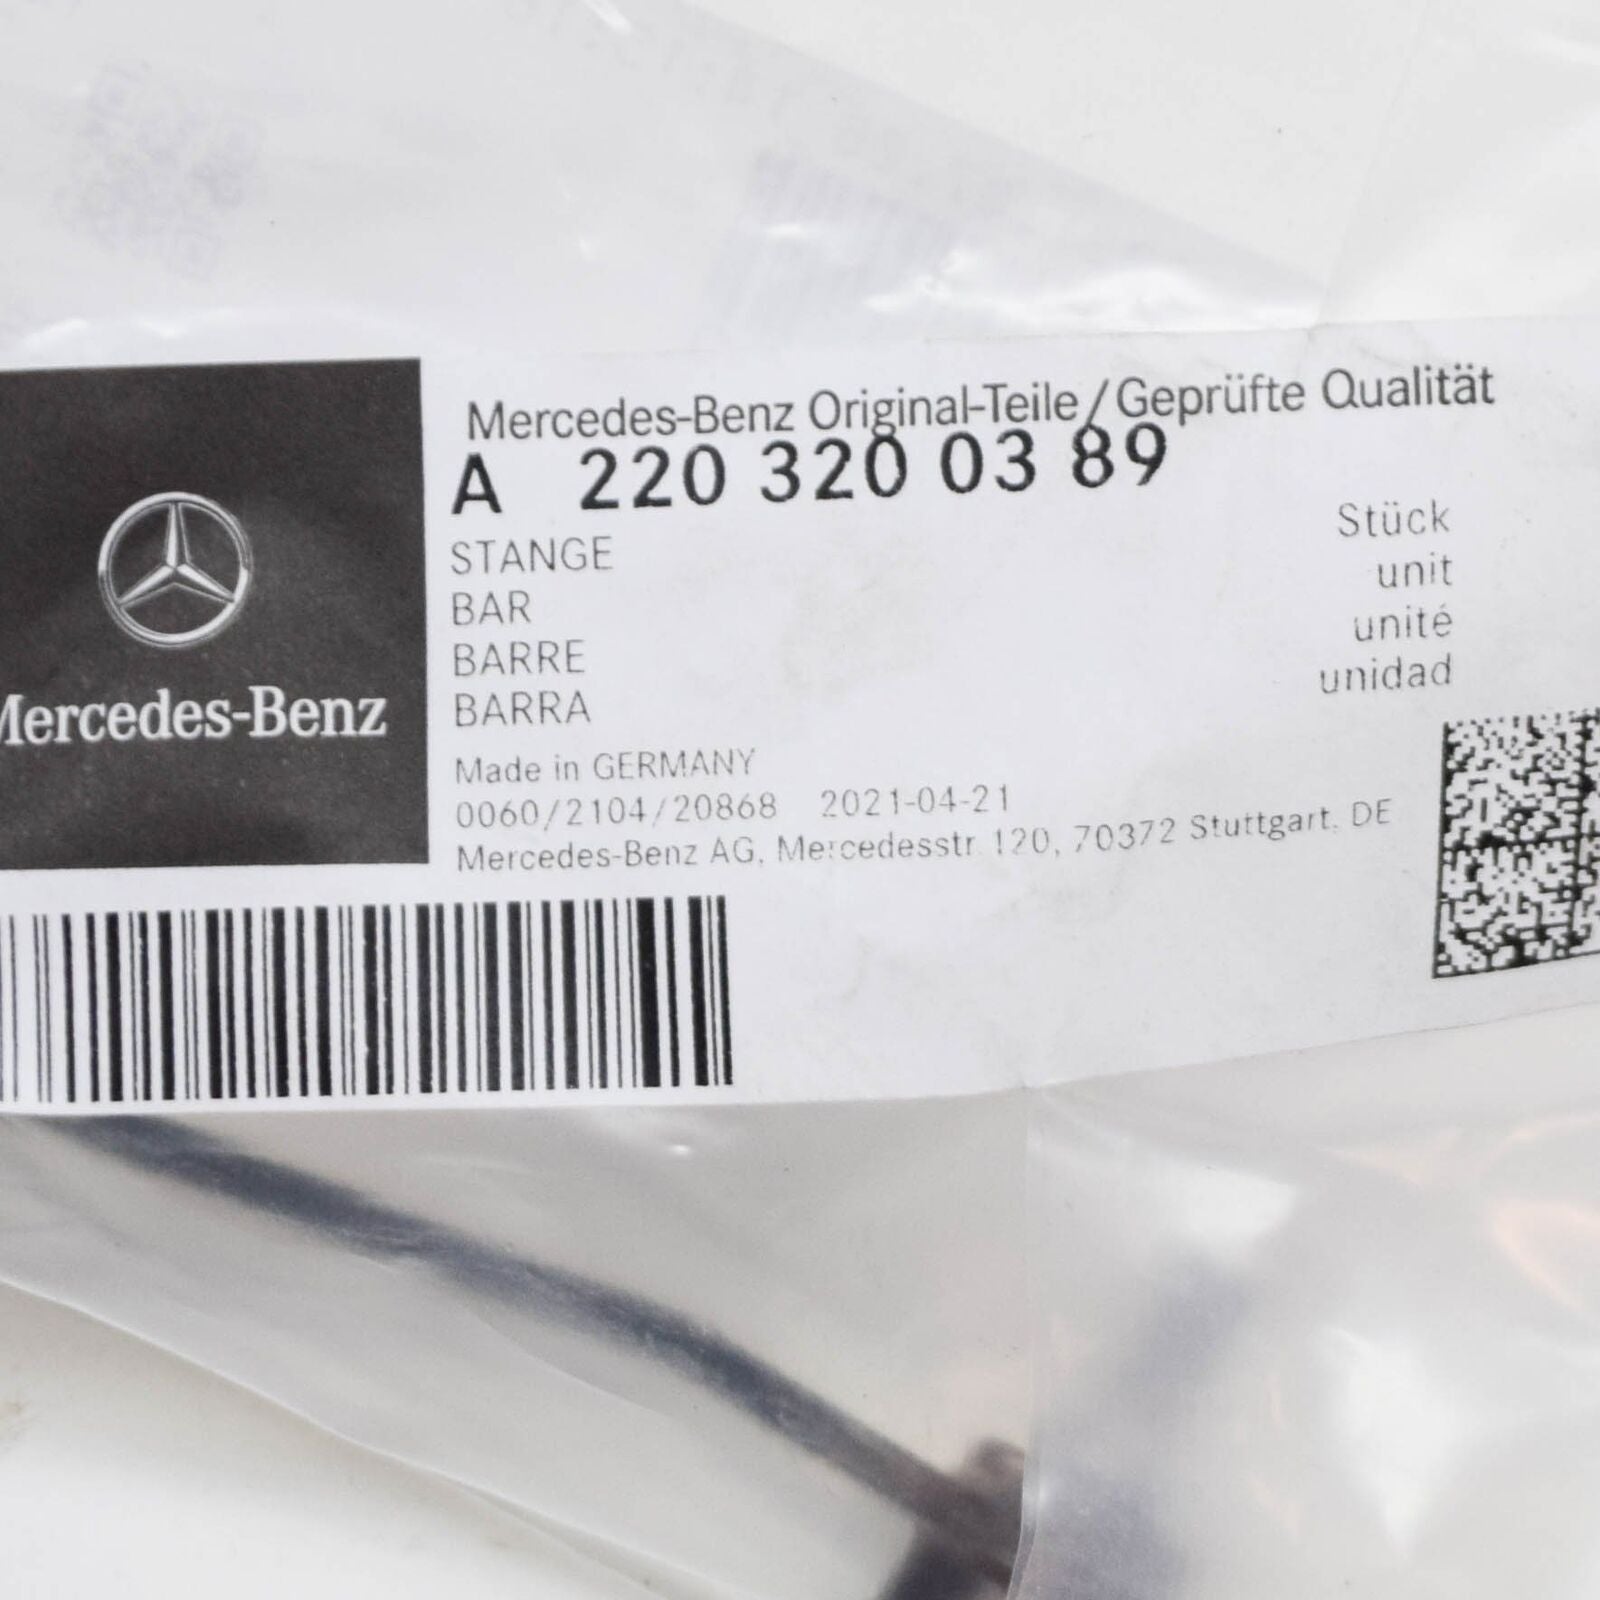 Mercedes-Benz Original-Teile/Geprüfte Qualität
A 220 320 03 89
STANGE
BAR
BARRE
BARRA
Stück
unit
unité
unidad
Mercedes-Benz
Made in GERMANY
0060/2104/20868 2021-04-21
Mercedes-Benz AG, Mercedesstr. 120, 70372 Stuttgart, DE